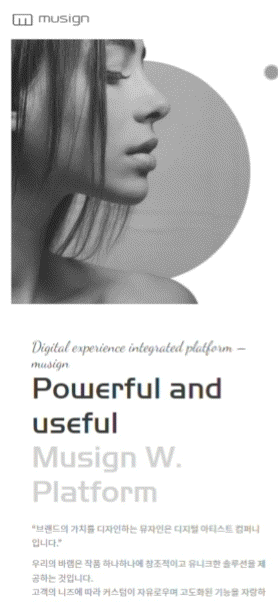 musign
Digital experience integrated platform –
musign
Powerful and
useful
Musign W.
Platform
"브랜드의 가치를 디자인하는 뮤자인은 디지털 아티스트 컴퍼니
입니다."
우리의 바램은 작품 하나하나에 창조적이고 유니크한 솔루션을 제
공하는 것입니다.
고객의 니즈에 따라 커스텀이 자유로우며 고도화된 기능을 자랑하